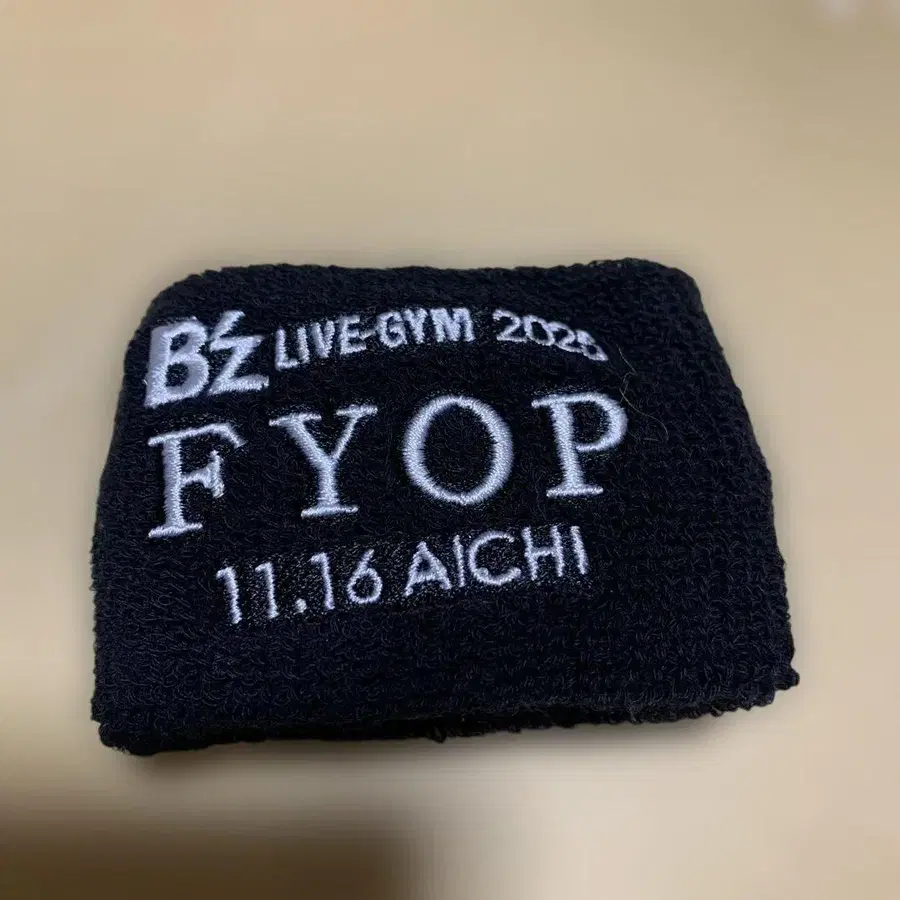 B'z LIVE-GYM 2025
FYOP
11.16 AICHI